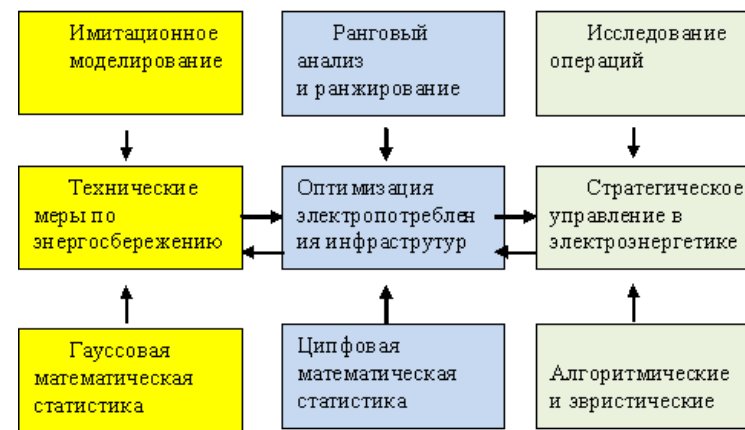 Имитационное
моделирование
Ранговый
анализ
и ранжирование
Исследование
операций
Технические
меры по
энергосбережению
Оптимизация
электропотреблен
ия инфраструтур
Стратегическое
управление в
электроэнергетике
Гауссовая
математическая
статистика
Ципфовая
математическая
статистика
Алгоритмические
и эвристические